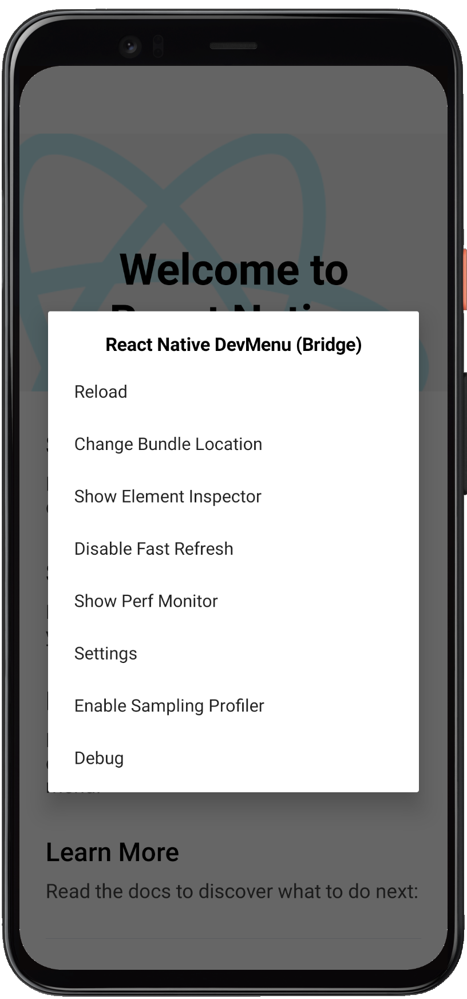 Welcome to
React Native DevMenu (Bridge)
Reload
Change Bundle Location
Show Element Inspector
Disable Fast Refresh
Show Perf Monitor
Settings
Enable Sampling Profiler
Debug
Learn More
Read the docs to discover what to do next: